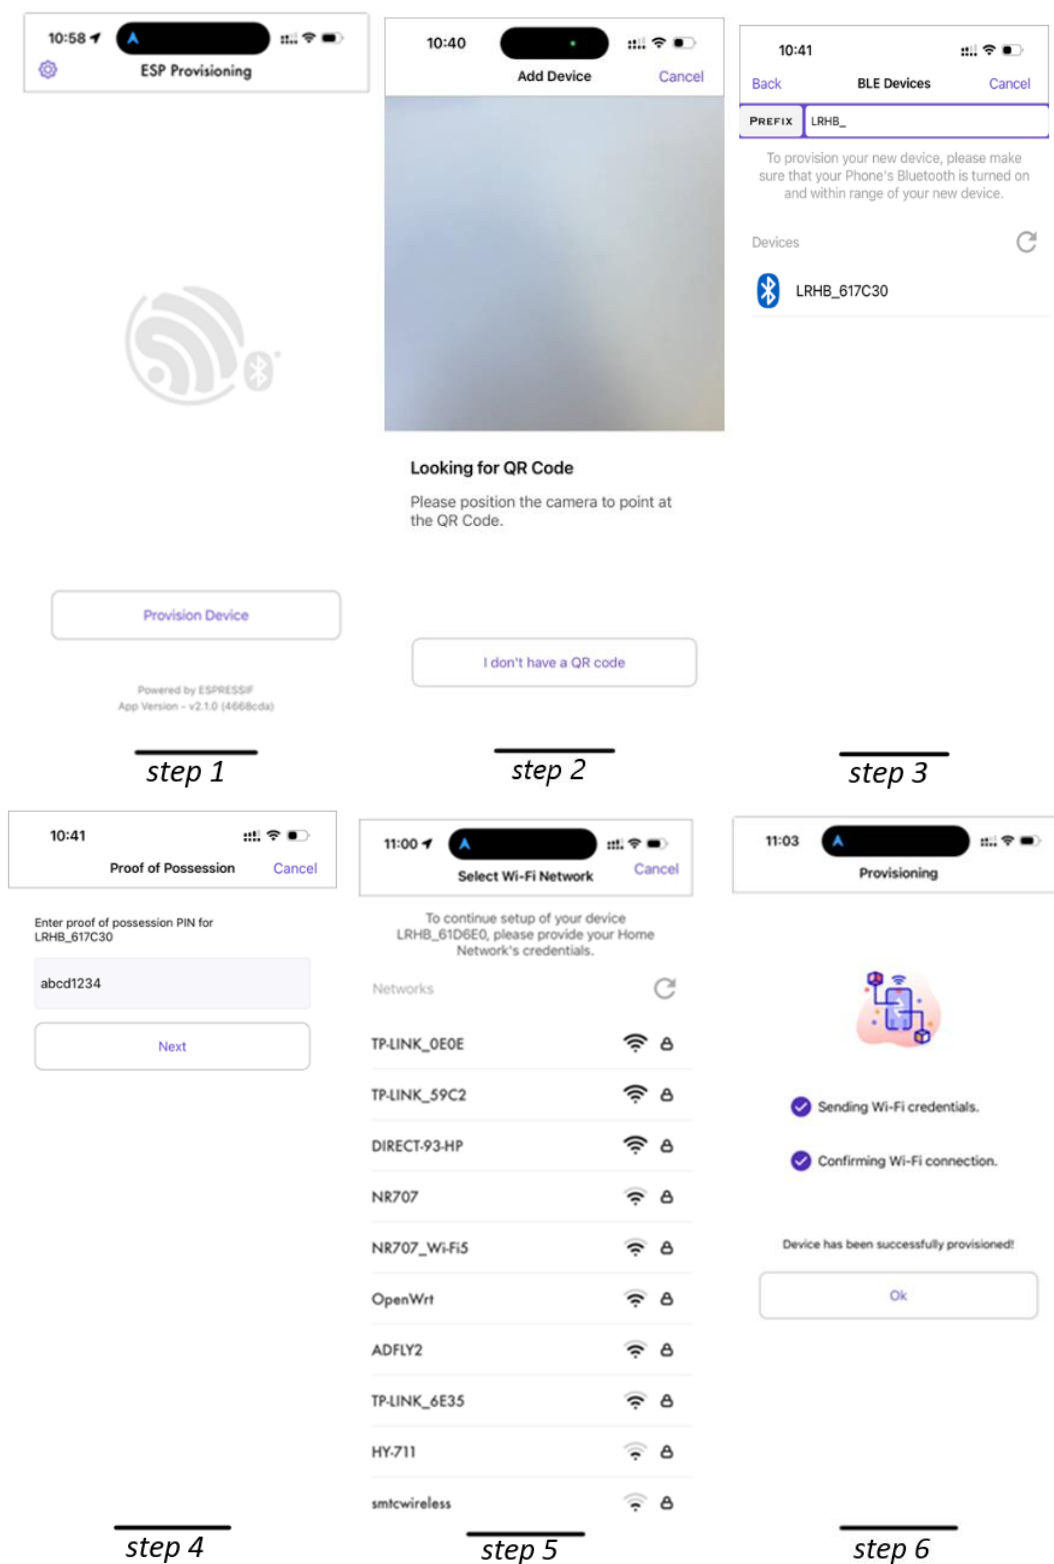 10:58
ESP Provisioning
Provision Device
Powered by ESPRESSIF
App Version - v2.1.0 (4668cda)
step 1
10:40
Add Device
Cancel
Looking for QR Code
Please position the camera to point at
the QR Code.
I don't have a QR code
step 2
10:41
Back
BLE Devices
Cancel
PREFIX
LRHB_
To provision your new device, please make
sure that your Phone's Bluetooth is turned on
and within range of your new device.
Devices
LRHB_617C30
step 3
10:41
Proof of Possession
Cancel
Enter proof of possession PIN for
LRHB_617C30
abcd1234
Next
step 4
11:00
Select Wi-Fi Network
Cancel
To continue setup of your device
LRHB_61D6E0, please provide your Home
Network's credentials.
Networks
TP-LINK_0E0E
TP-LINK_59C2
DIRECT-93-HP
NR707
NR707_Wi-Fi5
OpenWrt
ADFLY2
TP-LINK_6E35
HY-711
smtcwireless
step 5
11:03
Provisioning
Sending Wi-Fi credentials.
Confirming Wi-Fi connection.
Device has been successfully provisioned!
Ok
step 6